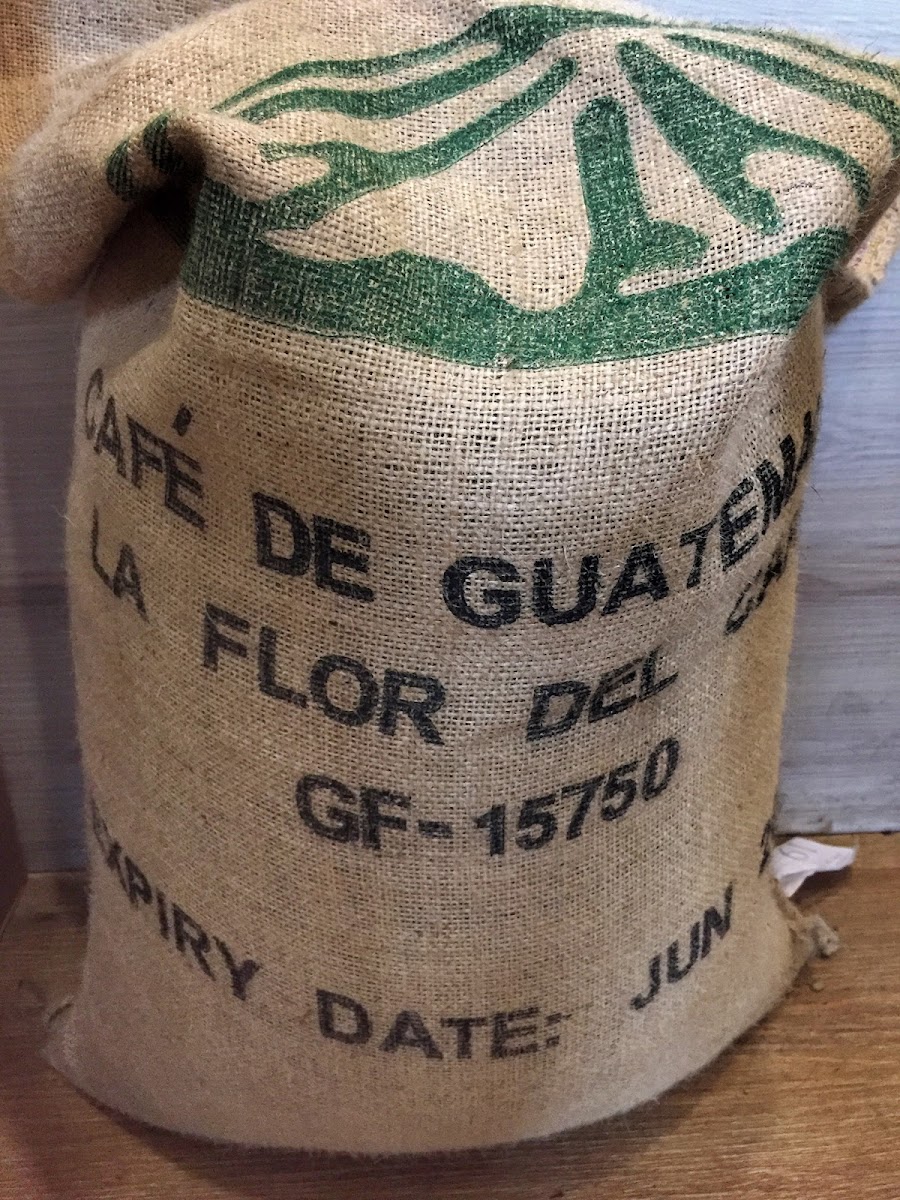 CAFÉ DE GUATEMA
LA FLOR DEL
GF-15750
EXPIRY DATE: JUN